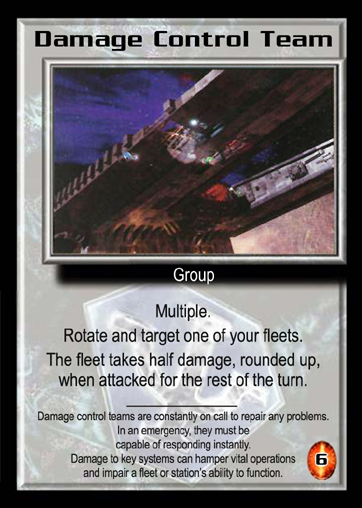 Damage Control Team
Group
Multiple.
Rotate and target one of your fleets.
The fleet takes half damage, rounded up,
when attacked for the rest of the turn.
Damage control teams are constantly on call to repair any problems.
In an emergency, they must be
capable of responding instantly.
Damage to key systems can hamper vital operations
and impair a fleet or station's ability to function.
6